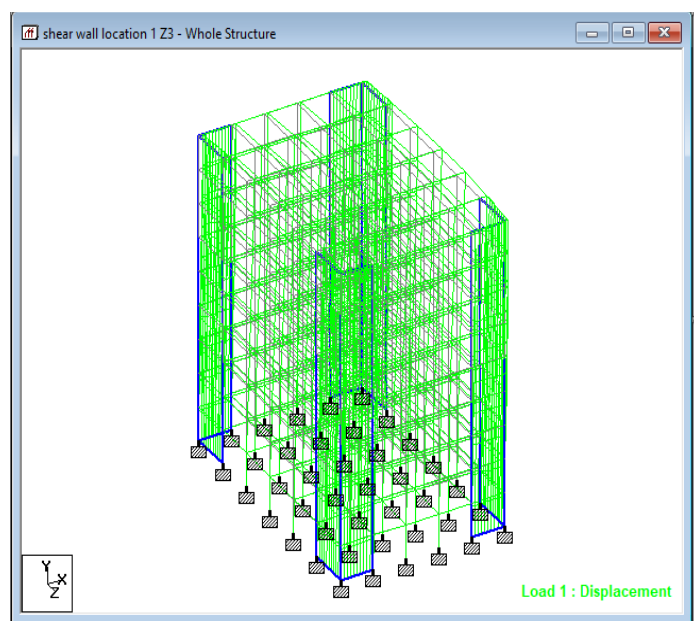 shear wall location 1 Z3 - Whole Structure
Y
X
Z
Load 1 : Displacement